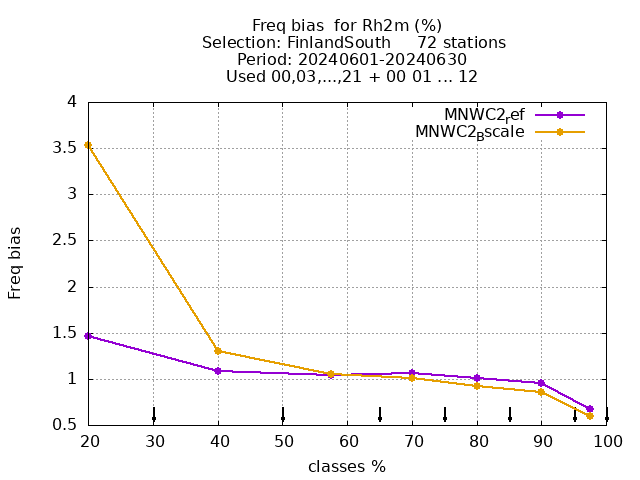 Freq bias  for Rh2m (%)
Selection: FinlandSouth     72 stations
Period: 20240601-20240630
Used 00,03,...,21 + 00 01 ... 12
MNWC2_ref
MNWC2_Bscale
4
3.5
3
2.5
2
1.5
1
0.5
Freq bias
20 30 40 50 60 70 80 90 100
classes %